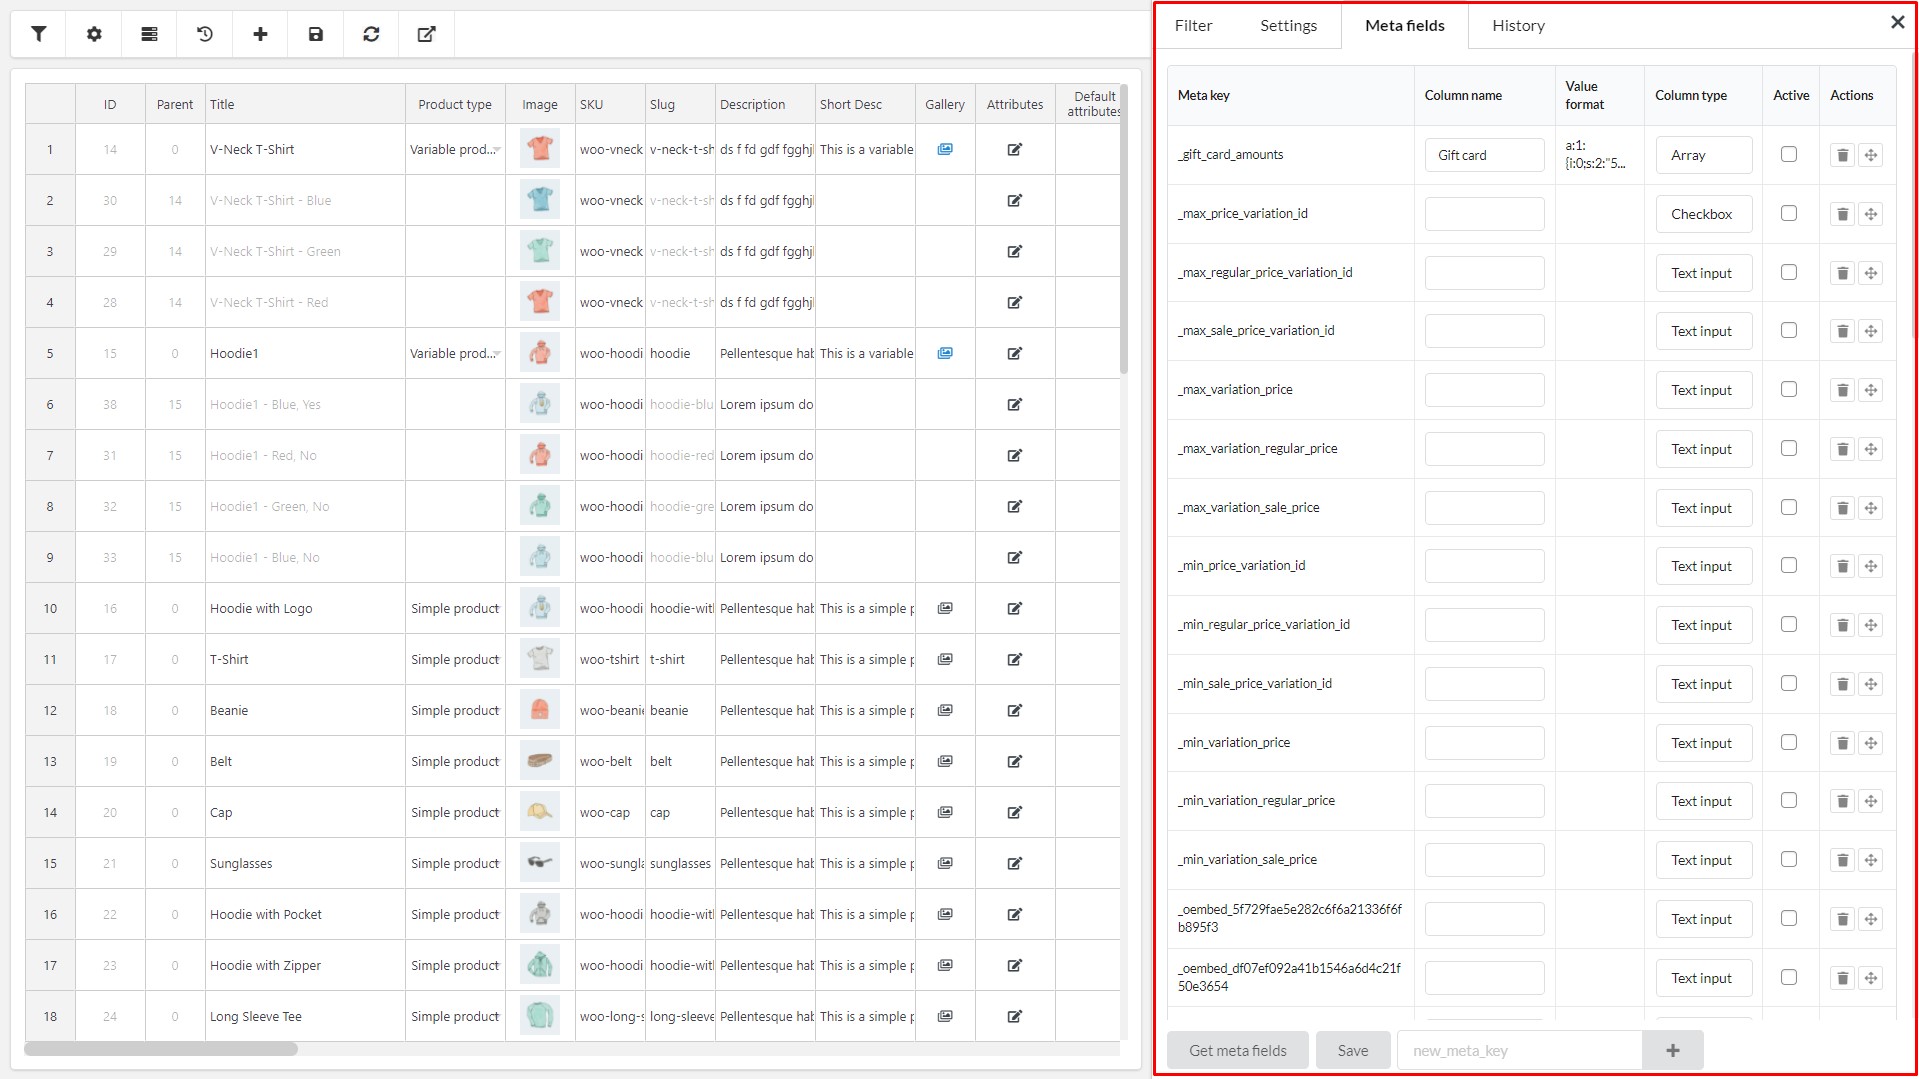 Filter Settings Meta fields History
ID Parent Title Product type Image SKU Slug Description Short Desc Gallery Attributes Default
attributes
1 14 0 V-Neck T-Shirt Variable prod... woo-vneck v-neck-t-sh ds f fd gdf fgghjl This is a variable
2 30 14 V-Neck T-Shirt - Blue woo-vneck v-neck-t-sh ds f fd gdf fgghjl
3 29 14 V-Neck T-Shirt - Green woo-vneck v-neck-t-sh ds f fd gdf fgghjl
4 28 14 V-Neck T-Shirt - Red woo-vneck v-neck-t-sh ds f fd gdf fgghjl
5 15 0 Hoodie1 Variable prod... woo-hoodi hoodie Pellentesque hab This is a variable
6 38 15 Hoodie1 - Blue, Yes woo-hoodi hoodie-blu Lorem ipsum do
7 31 15 Hoodie1 - Red, No woo-hoodi hoodie-red Lorem ipsum do
8 32 15 Hoodie1 - Green, No woo-hoodi hoodie-gre Lorem ipsum do
9 33 15 Hoodie1 - Blue, No woo-hoodi hoodie-blu Lorem ipsum do
10 16 0 Hoodie with Logo Simple product woo-hoodi hoodie-wit Pellentesque hab This is a simple p
11 17 0 T-Shirt Simple product woo-tshirt t-shirt Pellentesque hab This is a simple p
12 18 0 Beanie Simple product woo-beanie beanie Pellentesque hab This is a simple p
13 19 0 Belt Simple product woo-belt belt Pellentesque hab This is a simple p
14 20 0 Cap Simple product woo-cap cap Pellentesque hab This is a simple p
15 21 0 Sunglasses Simple product woo-sungla sunglasses Pellentesque hab This is a simple p
16 22 0 Hoodie with Pocket Simple product woo-hoodi hoodie-wit Pellentesque hab This is a simple p
17 23 0 Hoodie with Zipper Simple product woo-hoodi hoodie-wit Pellentesque hab This is a simple p
18 24 0 Long Sleeve Tee Simple product woo-long-s long-sleeve Pellentesque hab This is a simple p
Meta key Column name Value
format Column type Active Actions
_gift_card_amounts Gift card a:1:
{i:0;s:2:"5... Array
_max_price_variation_id Checkbox
_max_regular_price_variation_id Text input
_max_sale_price_variation_id Text input
_max_variation_price Text input
_max_variation_regular_price Text input
_max_variation_sale_price Text input
_min_price_variation_id Text input
_min_regular_price_variation_id Text input
_min_sale_price_variation_id Text input
_min_variation_price Text input
_min_variation_regular_price Text input
_min_variation_sale_price Text input
_oembed_5f729fae5e282c6f6a21336f6f
b895f3 Text input
_oembed_df07ef092a41b1546a6d4c21f
50e3654 Text input
Get meta fields Save new_meta_key